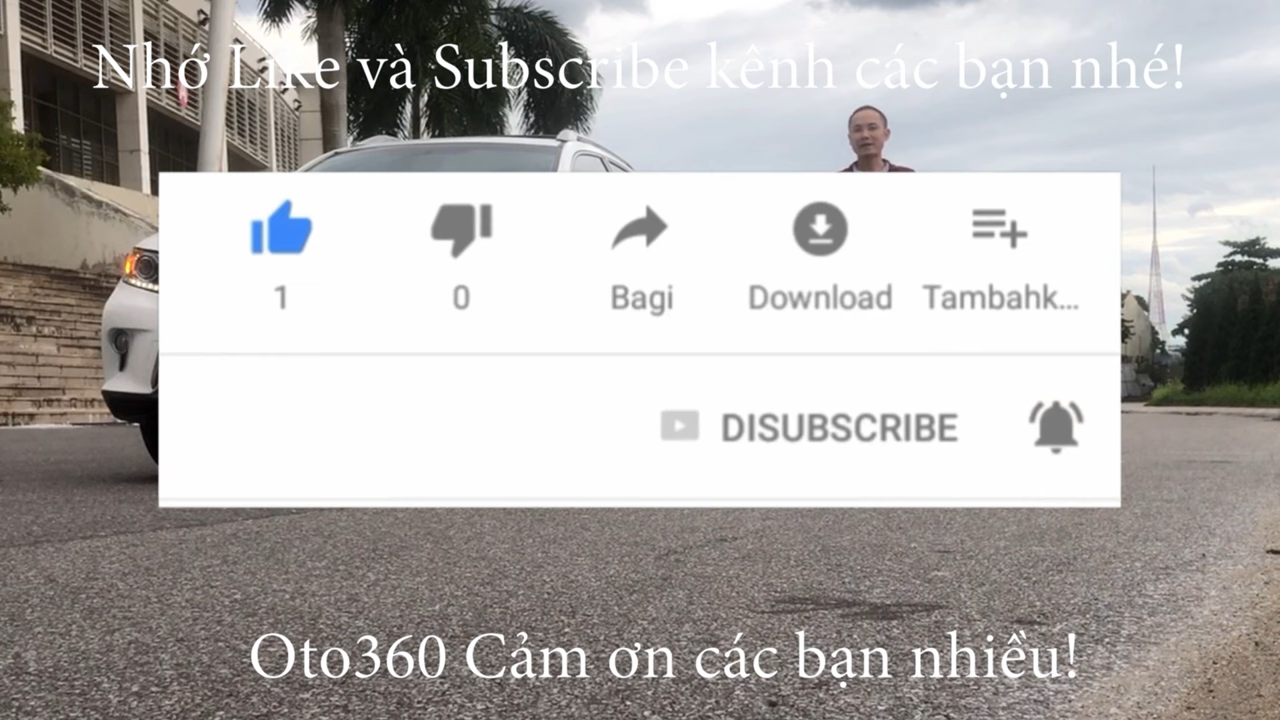 Nhớ Like và Subscribe kênh các bạn nhé!
1 0 Bagi Download Tambahk...
DISUBSCRIBE
Oto360 Cảm ơn các bạn nhiều!